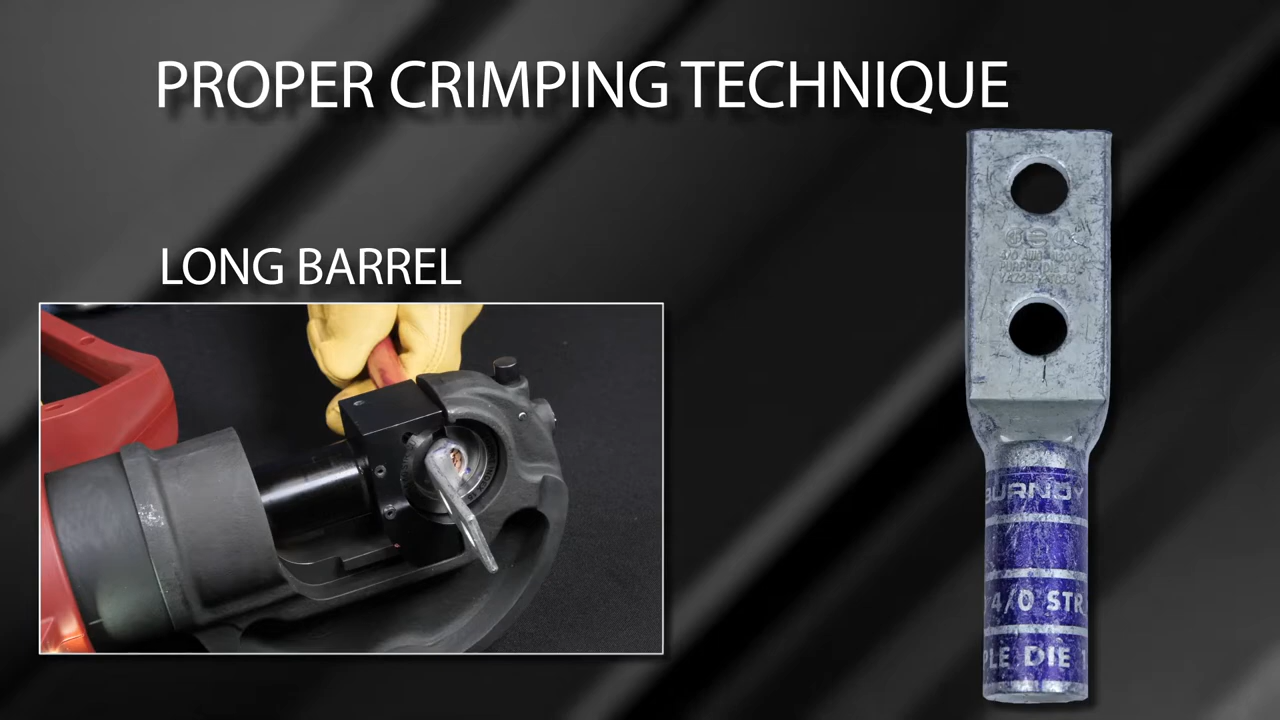 PROPER CRIMPING TECHNIQUE
LONG BARREL
BURNDY
4/0 STR
PLE DIE